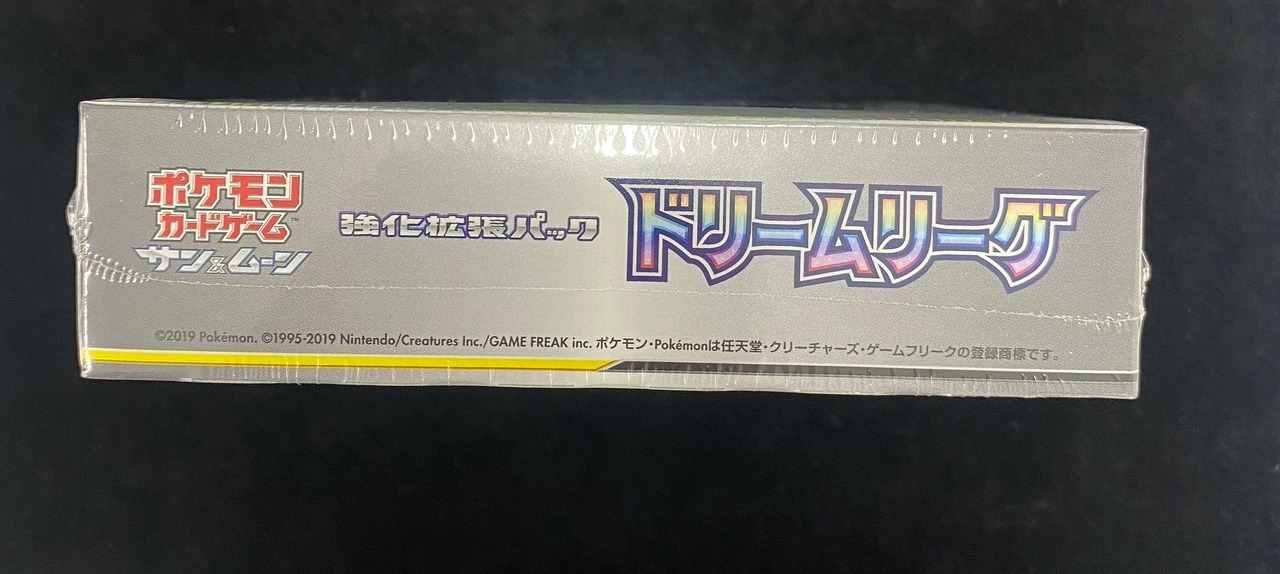 ポケモン
カードゲーム™
サン&ムーン
強化拡張パック
ドリームリーグ
©2019 Pokémon. ©1995-2019 Nintendo/Creatures Inc./GAME FREAK inc. ポケモン・Pokémonは任天堂・クリーチャーズ・ゲームフリークの登録商標です。